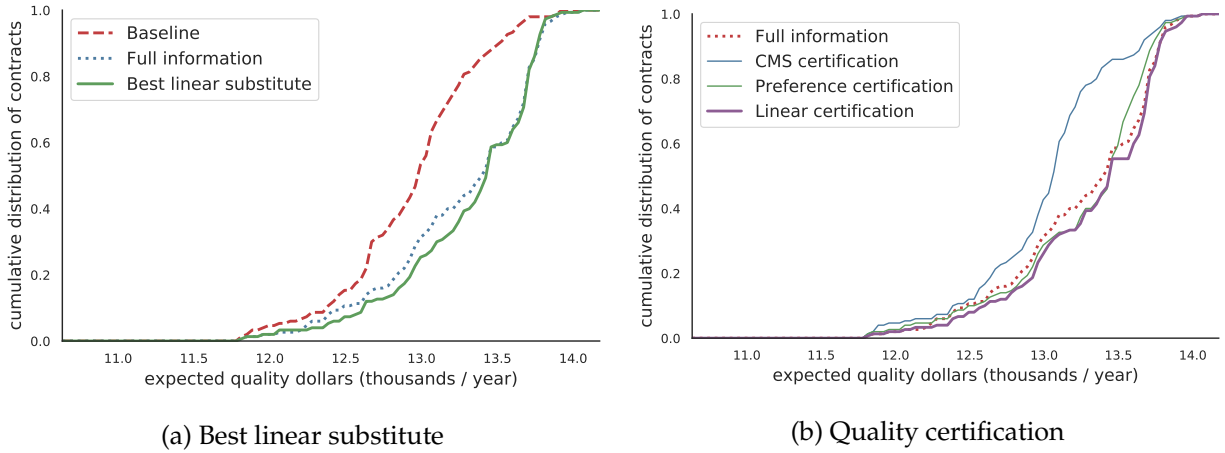 1.0
0.8
0.6
0.4
0.2
0.0
cumulative distribution of contracts
Baseline
Full information
Best linear substitute
11.0 11.5 12.0 12.5 13.0 13.5 14.0
expected quality dollars (thousands / year)
(a) Best linear substitute
1.0
0.8
0.6
0.4
0.2
0.0
cumulative distribution of contracts
Full information
CMS certification
Preference certification
Linear certification
11.0 11.5 12.0 12.5 13.0 13.5 14.0
expected quality dollars (thousands / year)
(b) Quality certification